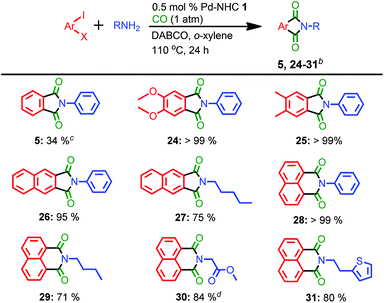 I
Ar
X
+ RNH2
0.5 mol % Pd-NHC 1
CO (1 atm)
DABCO, o-xylene
110 °C, 24 h
O
Ar N-R
O
5, 24-31b
O
N
O
5: 34 %c
O
O
N
O
O
24: > 99 %
O
N
O
25: > 99%
O
N
O
26: 95 %
O
N
O
27: 75 %
O
N
O
28: > 99 %
O
N
O
29: 71 %
O
N
O
O
O
30: 84 %d
O
N
O
S
31: 80 %